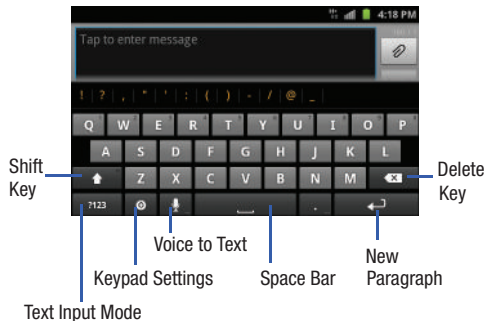 4:18 PM
Tap to enter message
! ? , " ' : ( ) - / @ _
Q W E R T Y U I O P
A S D F G H J K L
Z X C V B N M
?123 .
Shift Key
Delete Key
Voice to Text
New Paragraph
Keypad Settings
Space Bar
Text Input Mode